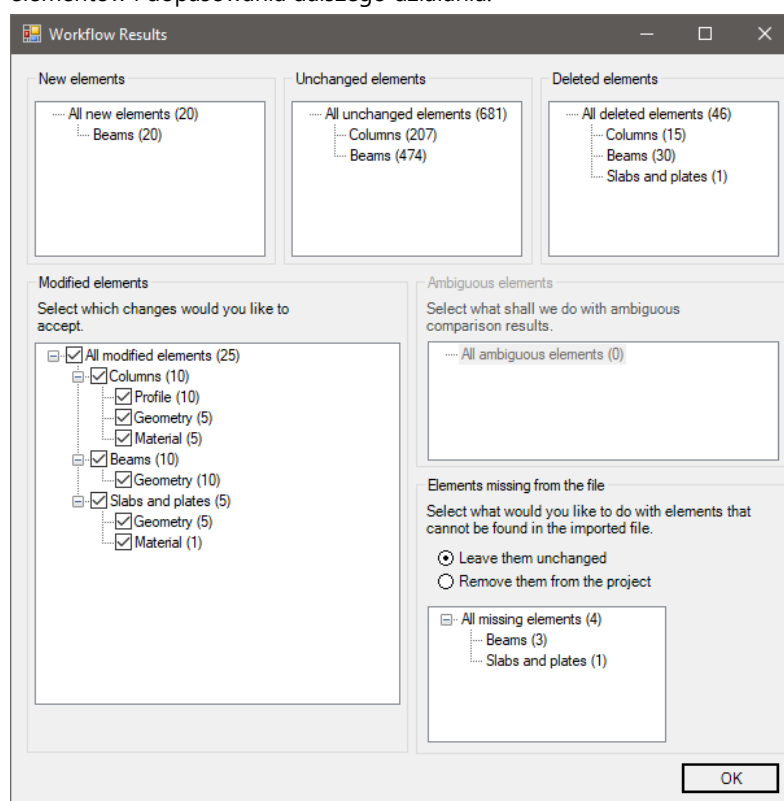 elementów i dopasowania dalszego działania.
Workflow Results
New elements
All new elements (20)
Beams (20)
Unchanged elements
All unchanged elements (681)
Columns (207)
Beams (474)
Deleted elements
All deleted elements (46)
Columns (15)
Beams (30)
Slabs and plates (1)
Modified elements
Select which changes would you like to
accept.
All modified elements (25)
Columns (10)
Profile (10)
Geometry (5)
Material (5)
Beams (10)
Geometry (10)
Slabs and plates (5)
Geometry (5)
Material (1)
Ambiguous elements
Select what shall we do with ambiguous
comparison results.
All ambiguous elements (0)
Elements missing from the file
Select what would you like to do with elements that
cannot be found in the imported file.
Leave them unchanged
Remove them from the project
All missing elements (4)
Beams (3)
Slabs and plates (1)
OK